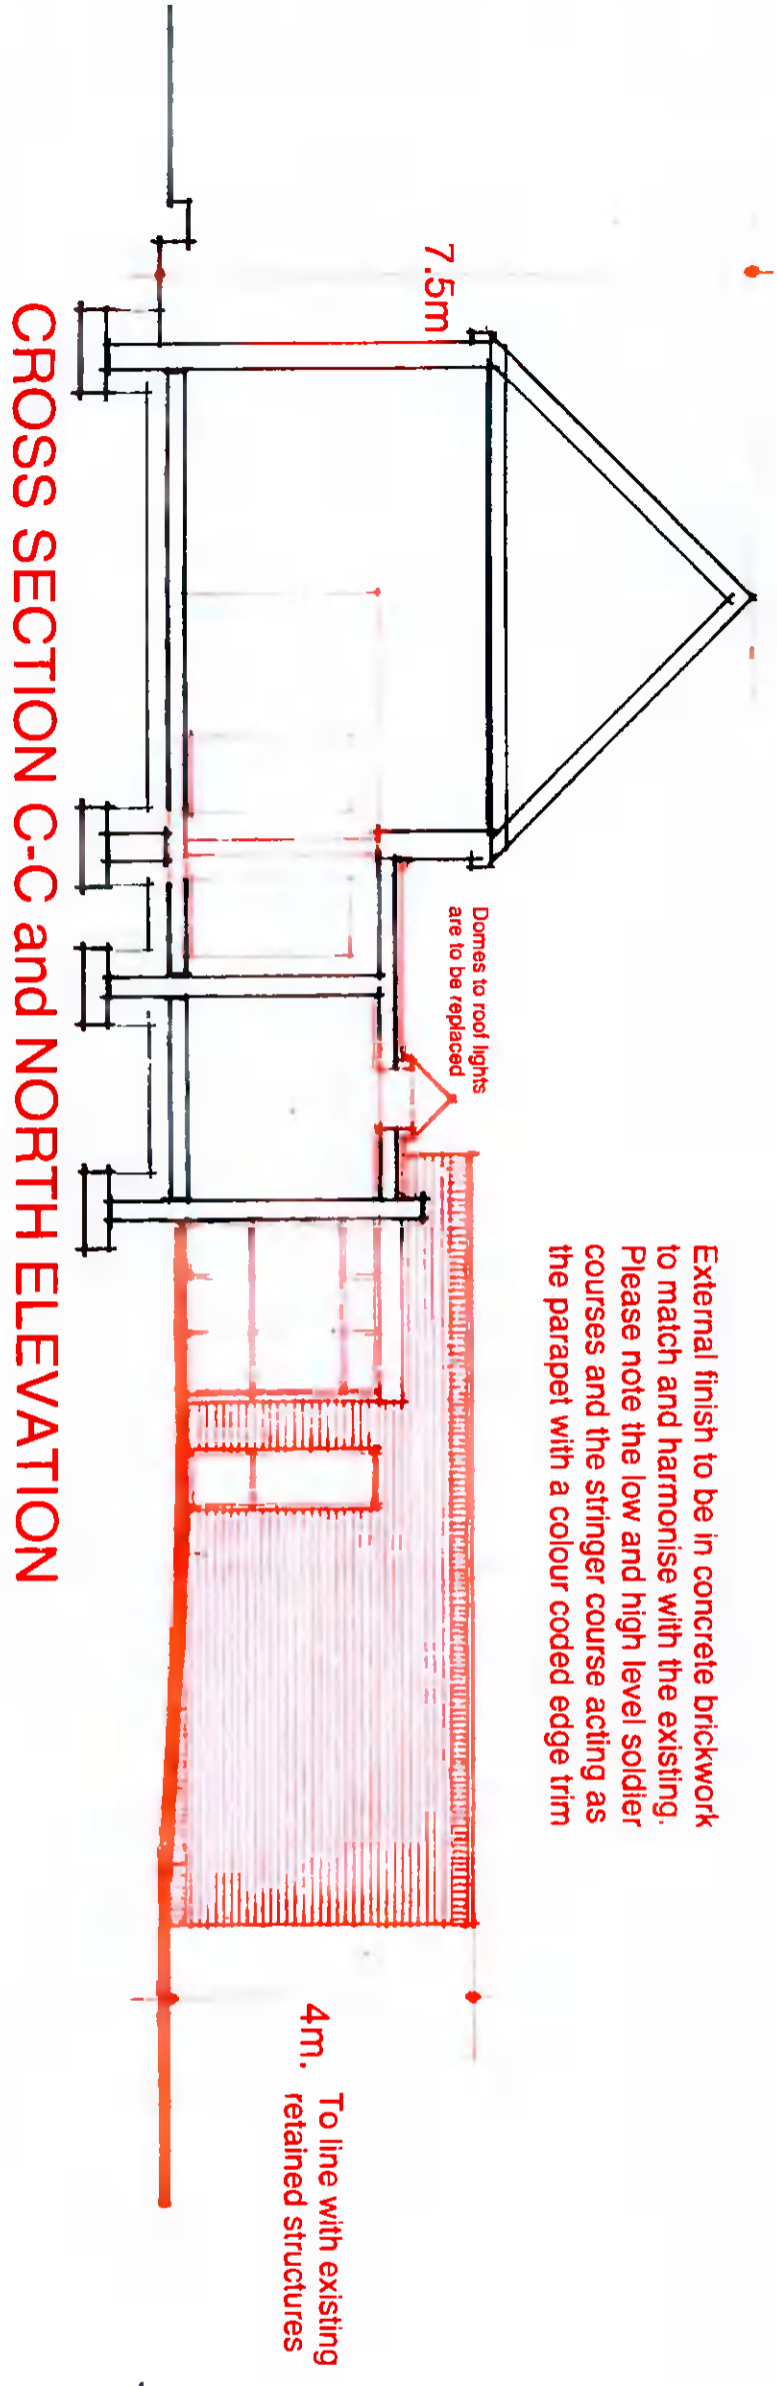 External finish to be in concrete brickwork
to match and harmonise with the existing.
Please note the low and high level soldier
courses and the stringer course acting as
the parapet with a colour coded edge trim
7.5m
Domes to roof lights
are to be replaced
4m. To line with existing
retained structures
CROSS SECTION C-C and NORTH ELEVATION